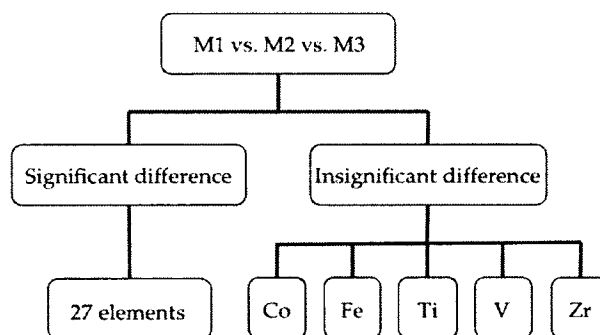 M1 vs. M2 vs. M3
Significant difference
Insignificant difference
27 elements
Co
Fe
Ti
V
Zr